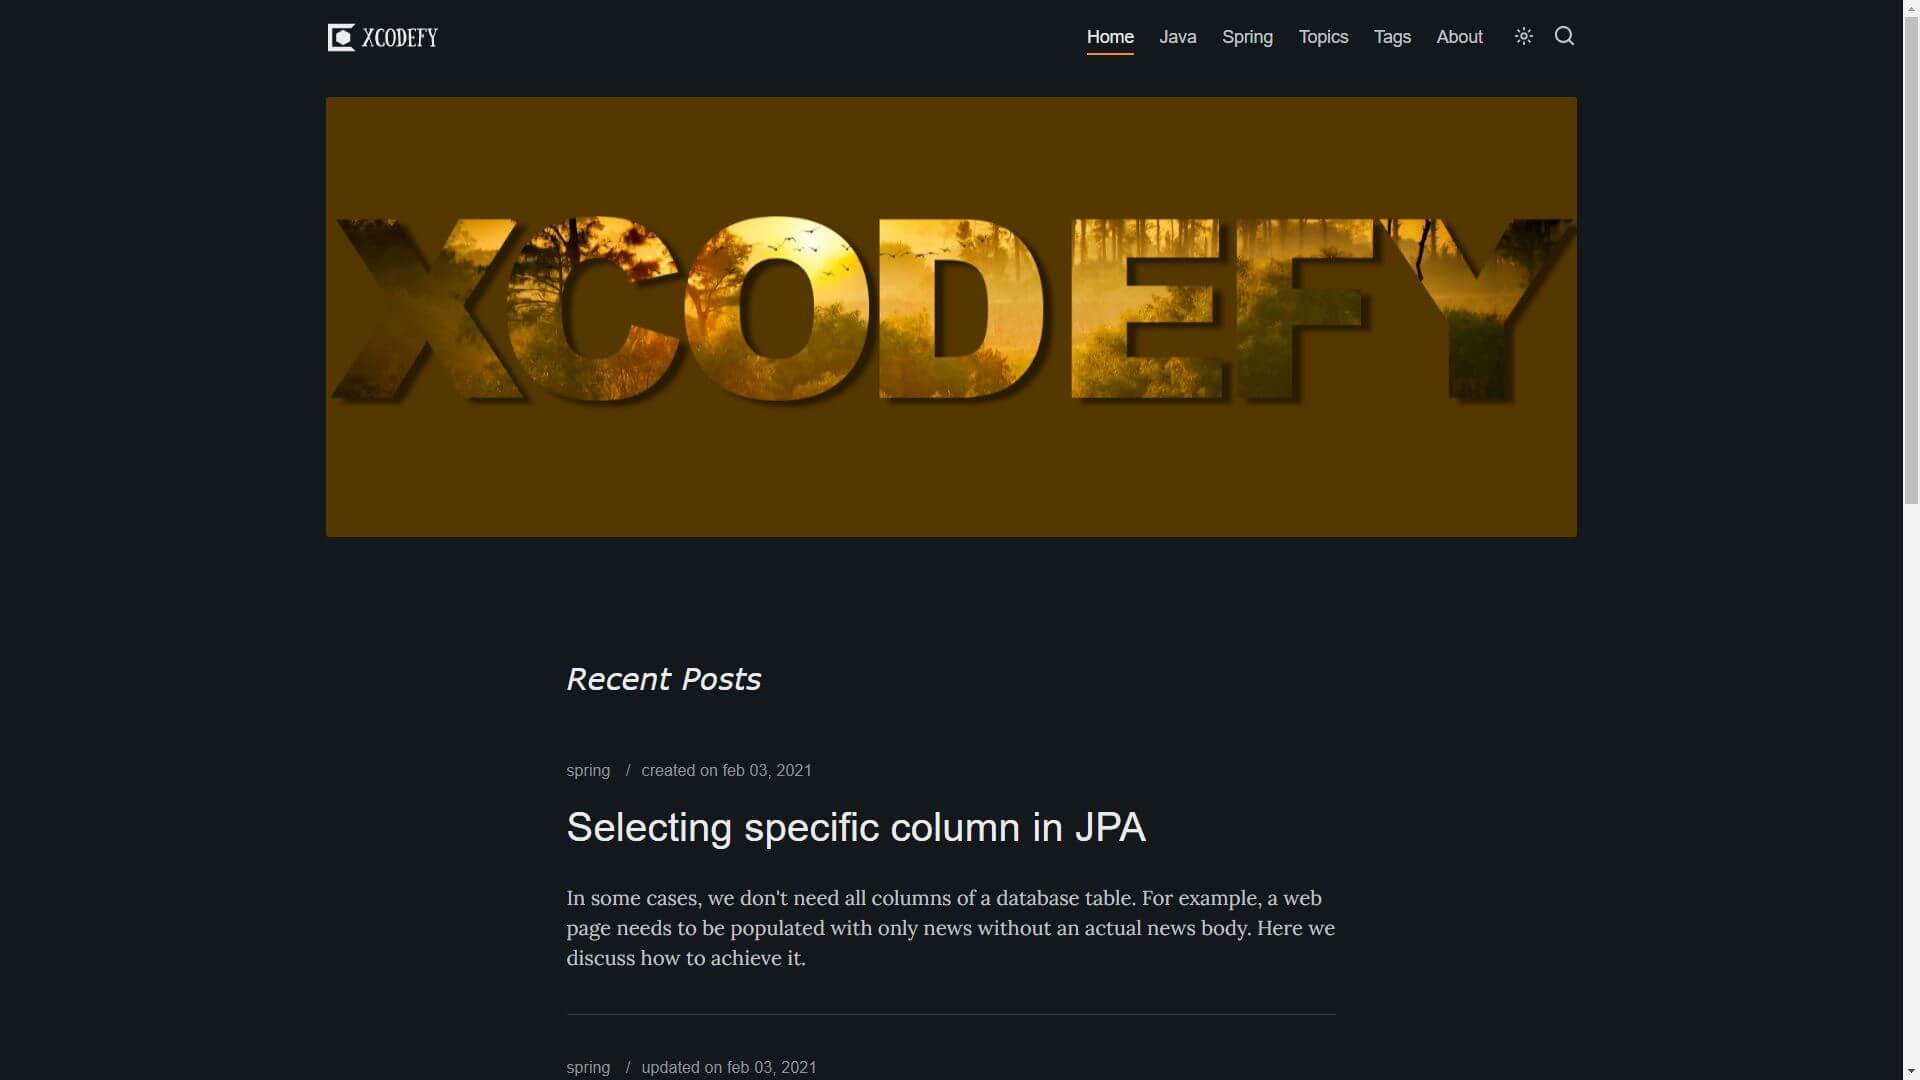 XCODEFY
Home Java Spring Topics Tags About
XCODEFY
Recent Posts
spring / created on feb 03, 2021
Selecting specific column in JPA
In some cases, we don't need all columns of a database table. For example, a web
page needs to be populated with only news without an actual news body. Here we
discuss how to achieve it.
spring / updated on feb 03, 2021